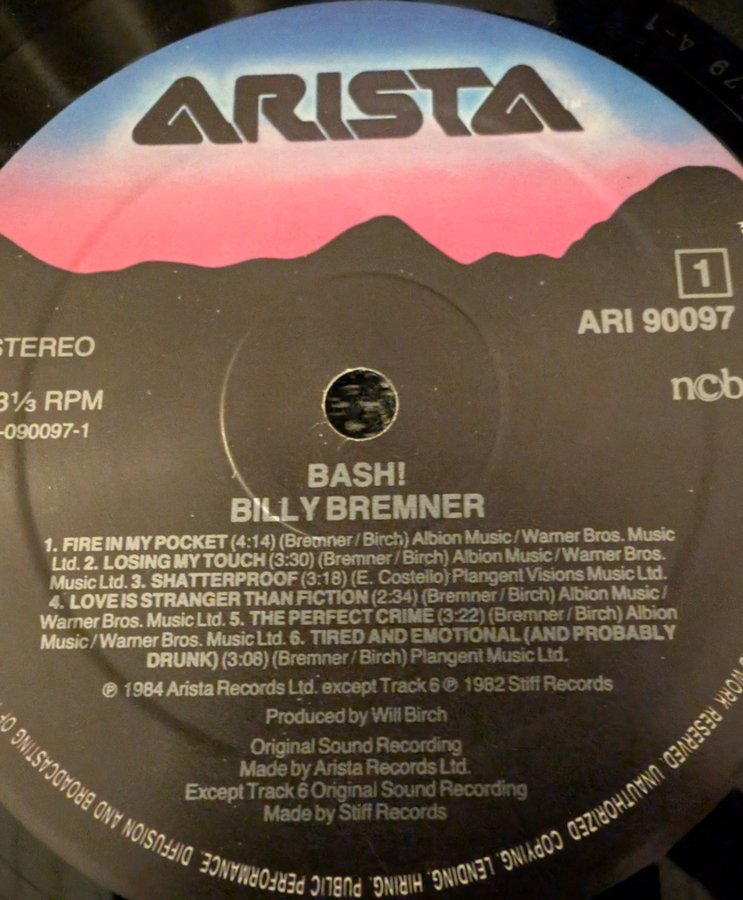 ARISTA
1
ARI 90097
STEREO
3⅓ RPM
-090097-1
ncb
BASH!
BILLY BREMNER
1. FIRE IN MY POCKET (4:14) (Bremner/Birch) Albion Music/Warner Bros. Music
Ltd. 2. LOSING MY TOUCH (3:30) (Bremner/Birch) Albion Music/Warner Bros.
Music Ltd. 3. SHATTERPROOF (3:18) (E. Costello) Plangent Visions Music Ltd.
4. LOVE IS STRANGER THAN FICTION (2:34) (Bremner/Birch) Albion Music/
Warner Bros. Music Ltd. 5. THE PERFECT CRIME (3:22) (Bremner/Birch) Albion
Music/Warner Bros. Music Ltd. 6. TIRED AND EMOTIONAL (AND PROBABLY
DRUNK) (3:08) (Bremner/Birch) Plangent Music Ltd.
℗ 1984 Arista Records Ltd. except Track 6 ℗ 1982 Stiff Records
Produced by Will Birch
Original Sound Recording
Made by Arista Records Ltd.
Except Track 6 Original Sound Recording
Made by Stiff Records
WORK RESERVED. UNAUTHORIZED COPYING, LENDING, HIRING, PUBLIC PERFORMANCE, DIFFUSION AND BROADCASTING OF